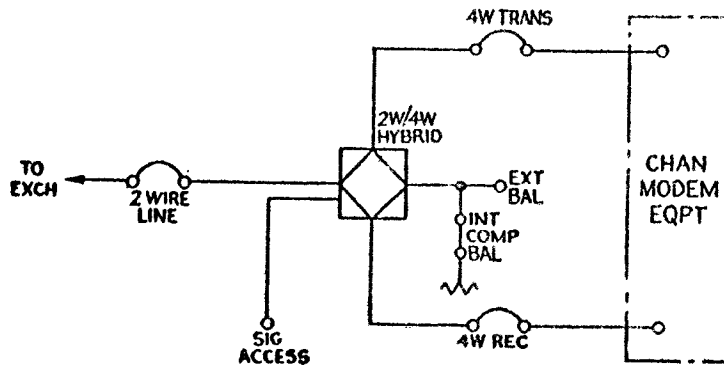 4W TRANS
2W/4W
HYBRID
TO
EXCH
2 WIRE
LINE
EXT
BAL
INT
COMP
BAL
CHAN
MODEM
EQPT
SIG
ACCESS
4W REC